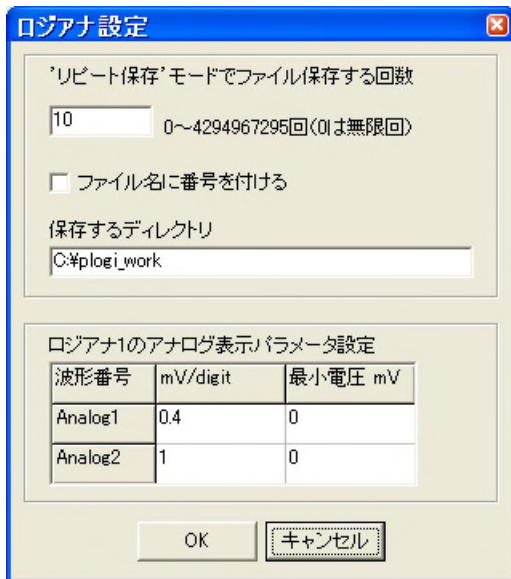 ロジアナ設定
'リピート保存'モードでファイル保存する回数
10 0～4294967295回(0は無限回)
ファイル名に番号を付ける
保存するディレクトリ
C:¥plogi_work
ロジアナ1のアナログ表示パラメータ設定
波形番号 mV/digit 最小電圧 mV
Analog1 0.4 0
Analog2 1 0
OK キャンセル